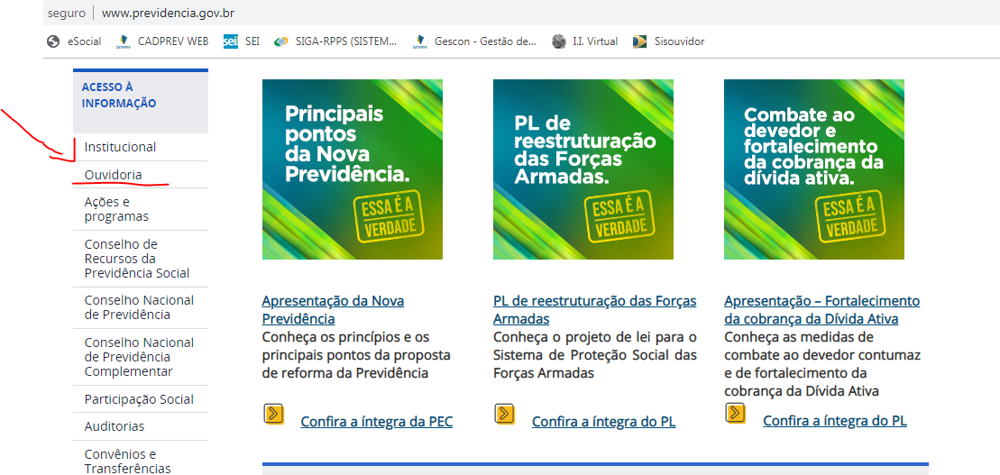 seguro | www.previdencia.gov.br
eSocial
CADPREV WEB
sei!
SEI
SIGA-RPPS (SISTEM...
Gescon - Gestão de...
I.I. Virtual
Sisouvidor
ACESSO À
INFORMAÇÃO
Institucional
Ouvidoria
Ações e
programas
Conselho de
Recursos da
Previdência Social
Conselho Nacional
de Previdência
Conselho Nacional
de Previdência
Complementar
Participação Social
Auditorias
Convênios e
Transferências
Principais
pontos
da Nova
Previdência.
ESSA É A
VERDADE
Apresentação da Nova
Previdência
Conheça os princípios e os
principais pontos da proposta
de reforma da Previdência
Confira a íntegra da PEC
PL de
reestruturação
das Forças
Armadas.
ESSA É A
VERDADE
PL de reestruturação das Forças
Armadas
Conheça o projeto de lei para o
Sistema de Proteção Social das
Forças Armadas
Confira a íntegra do PL
Combate ao
devedor e
fortalecimento
da cobrança da
dívida ativa.
ESSA É A
VERDADE
Apresentação – Fortalecimento
da cobrança da Dívida Ativa
Conheça as medidas de
combate ao devedor contumaz
e de fortalecimento da
cobrança da Dívida Ativa
Confira a íntegra do PL